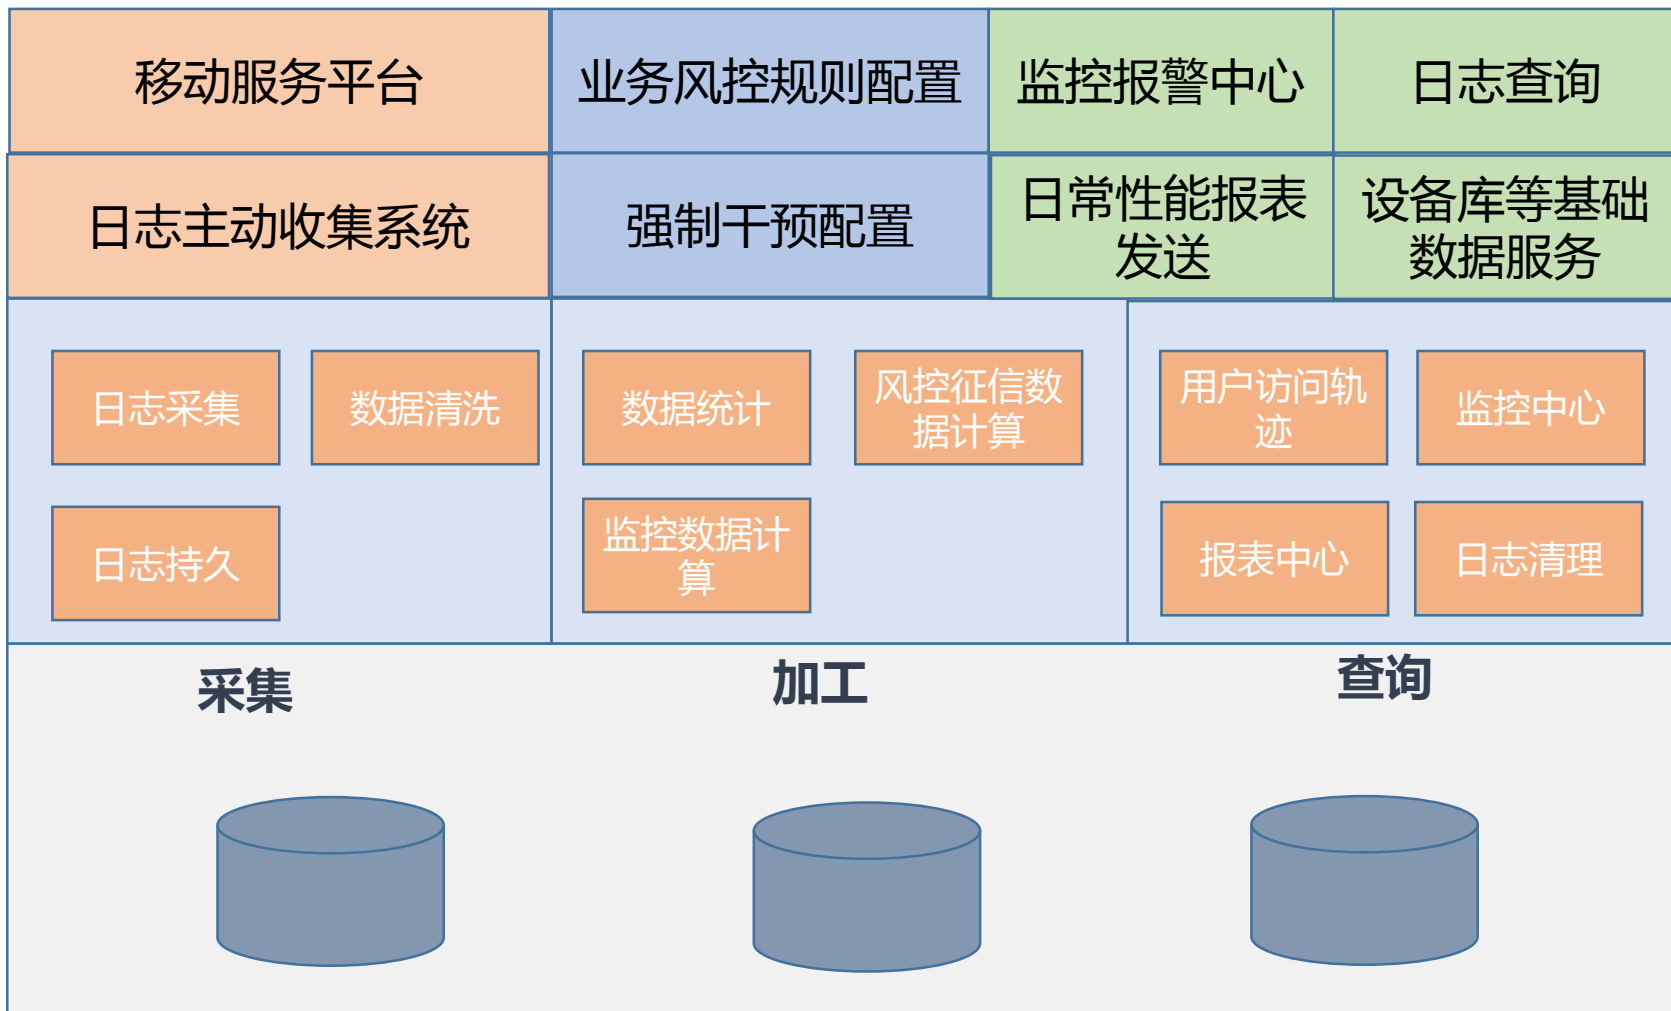 移动服务平台
业务风控规则配置
监控报警中心
日志查询
日志主动收集系统
强制干预配置
日常性能报表
发送
设备库等基础
数据服务
日志采集
数据清洗
数据统计
风控征信数
据计算
用户访问轨
迹
监控中心
日志持久
监控数据计
算
报表中心
日志清理
采集
加工
查询